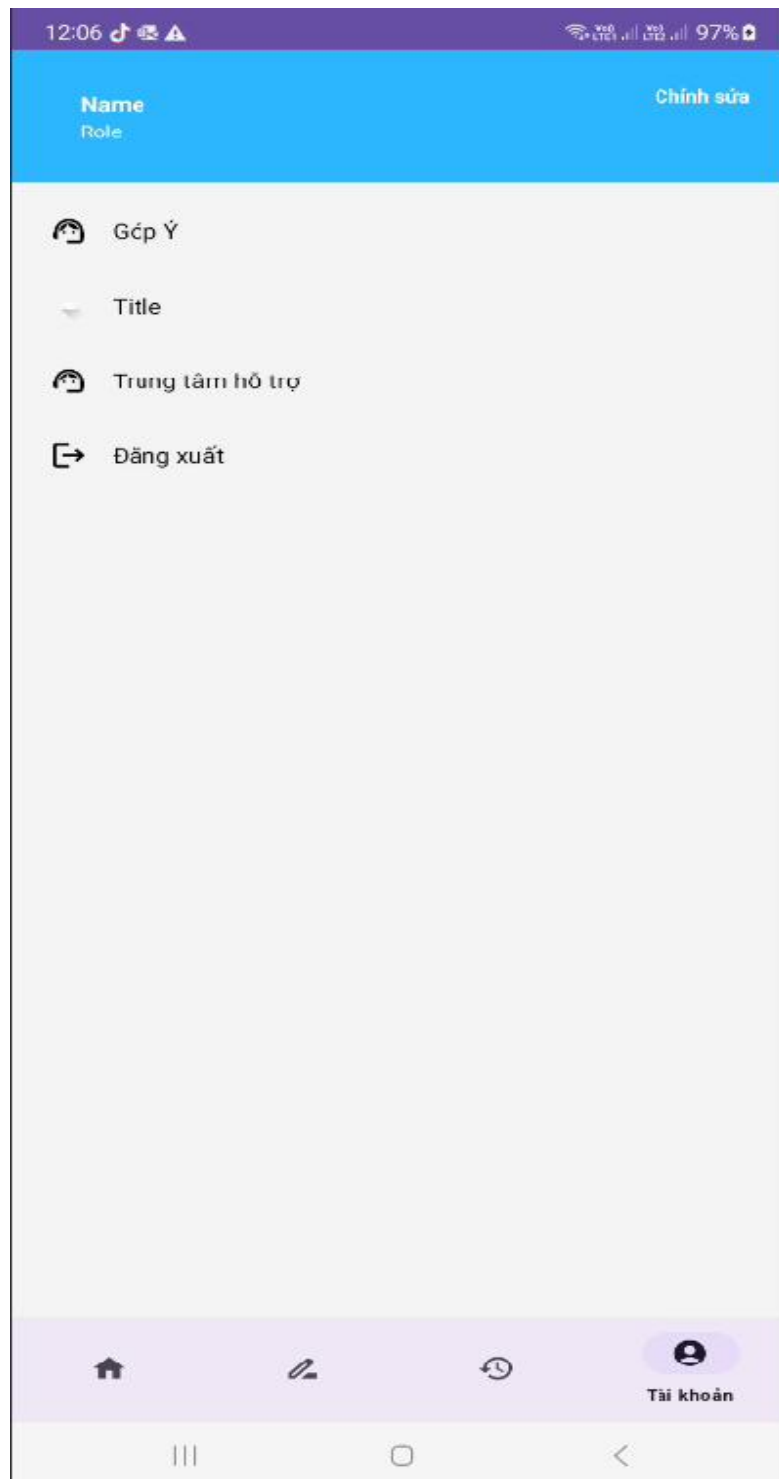 12:06 97%
Name
Chỉnh sửa
Role
Góp Ý
Title
Trung tâm hỗ trợ
Đăng xuất
Tài khoản